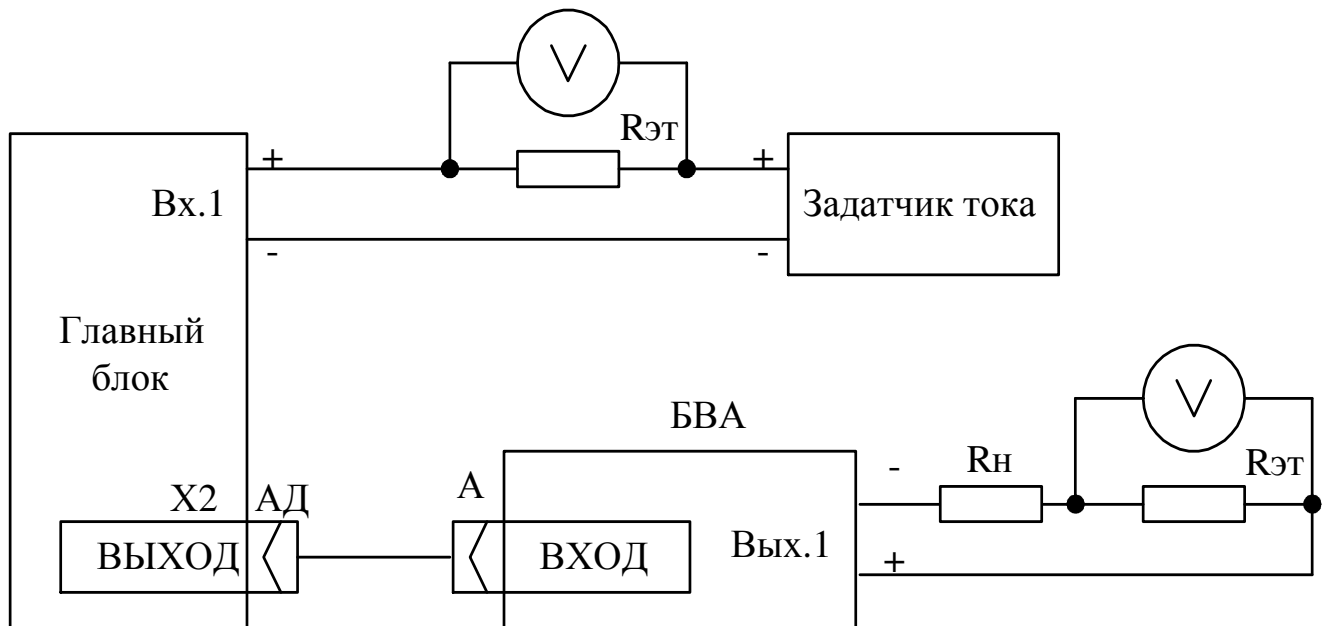 V
Rэт
+
+
Вх.1
Задатчик тока
-
-
Главный
блок
V
БВА
Rн
Rэт
-
Х2
АД
А
ВЫХОД
ВХОД
Вых.1
+